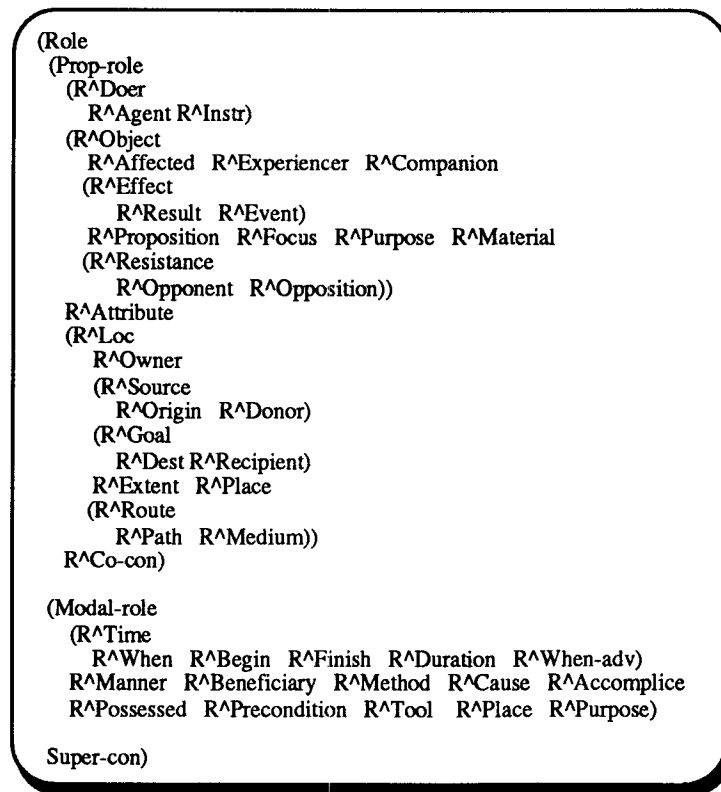 (Role
(Prop-role
(R^Doer
R^Agent R^Instr)
(R^Object
R^Affected R^Experiencer R^Companion
(R^Effect
R^Result R^Event)
R^Proposition R^Focus R^Purpose R^Material
(R^Resistance
R^Opponent R^Opposition))
R^Attribute
(R^Loc
R^Owner
(R^Source
R^Origin R^Donor)
(R^Goal
R^Dest R^Recipient)
R^Extent R^Place
(R^Route
R^Path R^Medium))
R^Co-con)
(Modal-role
(R^Time
R^When R^Begin R^Finish R^Duration R^When-adv)
R^Manner R^Beneficiary R^Method R^Cause R^Accomplice
R^Possessed R^Precondition R^Tool R^Place R^Purpose)
Super-con)